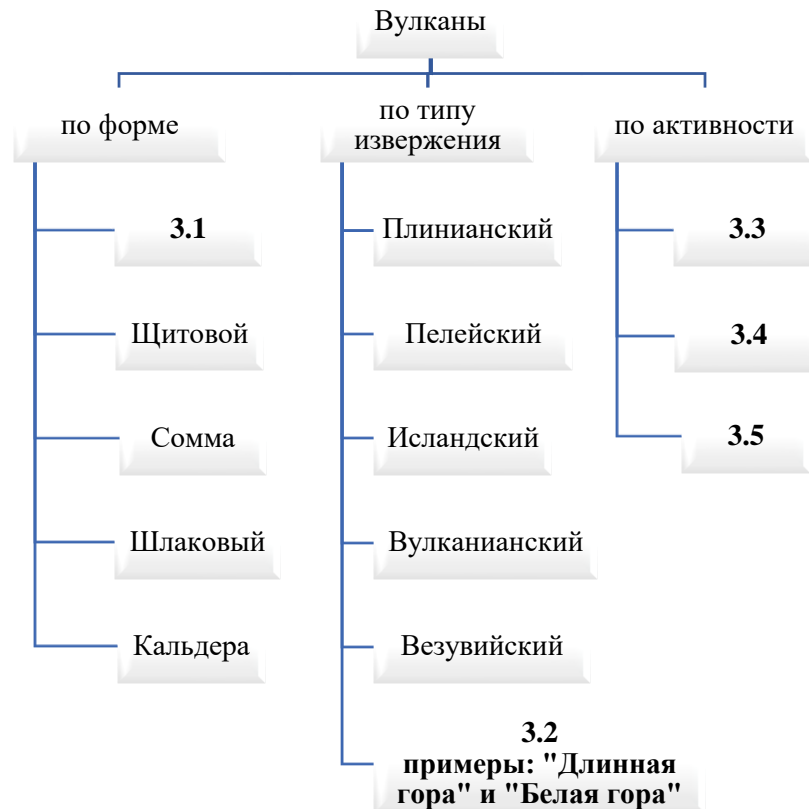 Вулканы
по форме
по типу
извержения
по активности
3.1
Плинианский
3.3
Щитовой
Пелейский
3.4
Сомма
Исландский
3.5
Шлаковый
Вулканианский
Кальдера
Везувийский
3.2
примеры: "Длинная
гора" и "Белая гора"